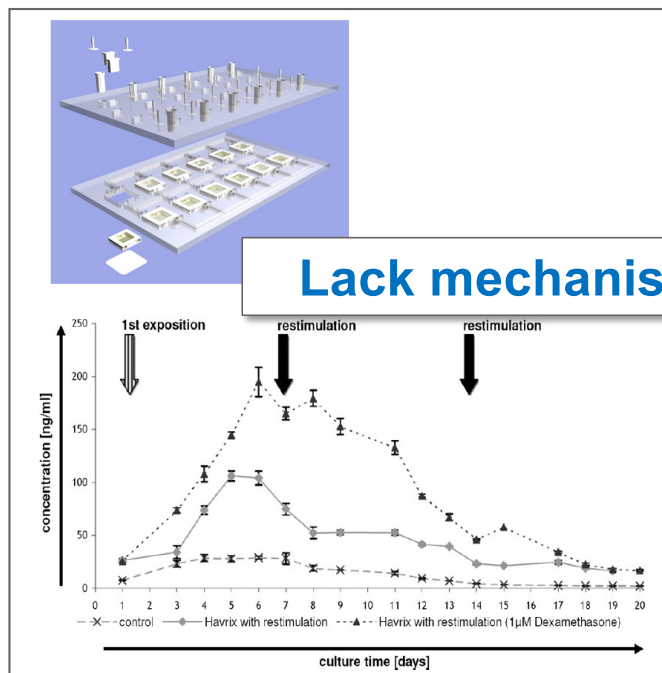 Lack mechanis
1st exposition restimulation restimulation
concentration [ng/ml]
250
200
150
100
50
0
0 1 2 3 4 5 6 7 8 9 10 11 12 13 14 15 16 17 18 19 20
control Havrix with restimulation Havrix with restimulation (1µM Dexamethasone)
culture time [days]